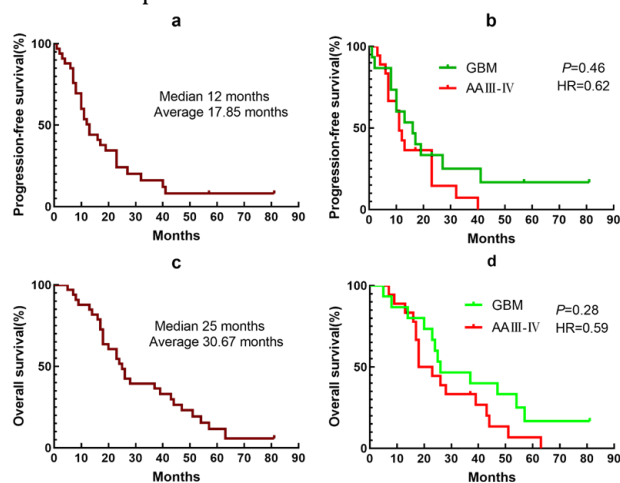 a
Progression-free survival(%)
100
50
0
Median 12 months
Average 17.85 months
0 10 20 30 40 50 60 70 80 90
Months
b
Progression-free survival(%)
100
50
0
GBM
AAIII-IV
P=0.46
HR=0.62
0 10 20 30 40 50 60 70 80 90
Months
c
Overall survival(%)
100
50
0
Median 25 months
Average 30.67 months
0 10 20 30 40 50 60 70 80 90
Months
d
Overall survival(%)
100
50
0
GBM
AAIII-IV
P=0.28
HR=0.59
0 10 20 30 40 50 60 70 80 90
Months